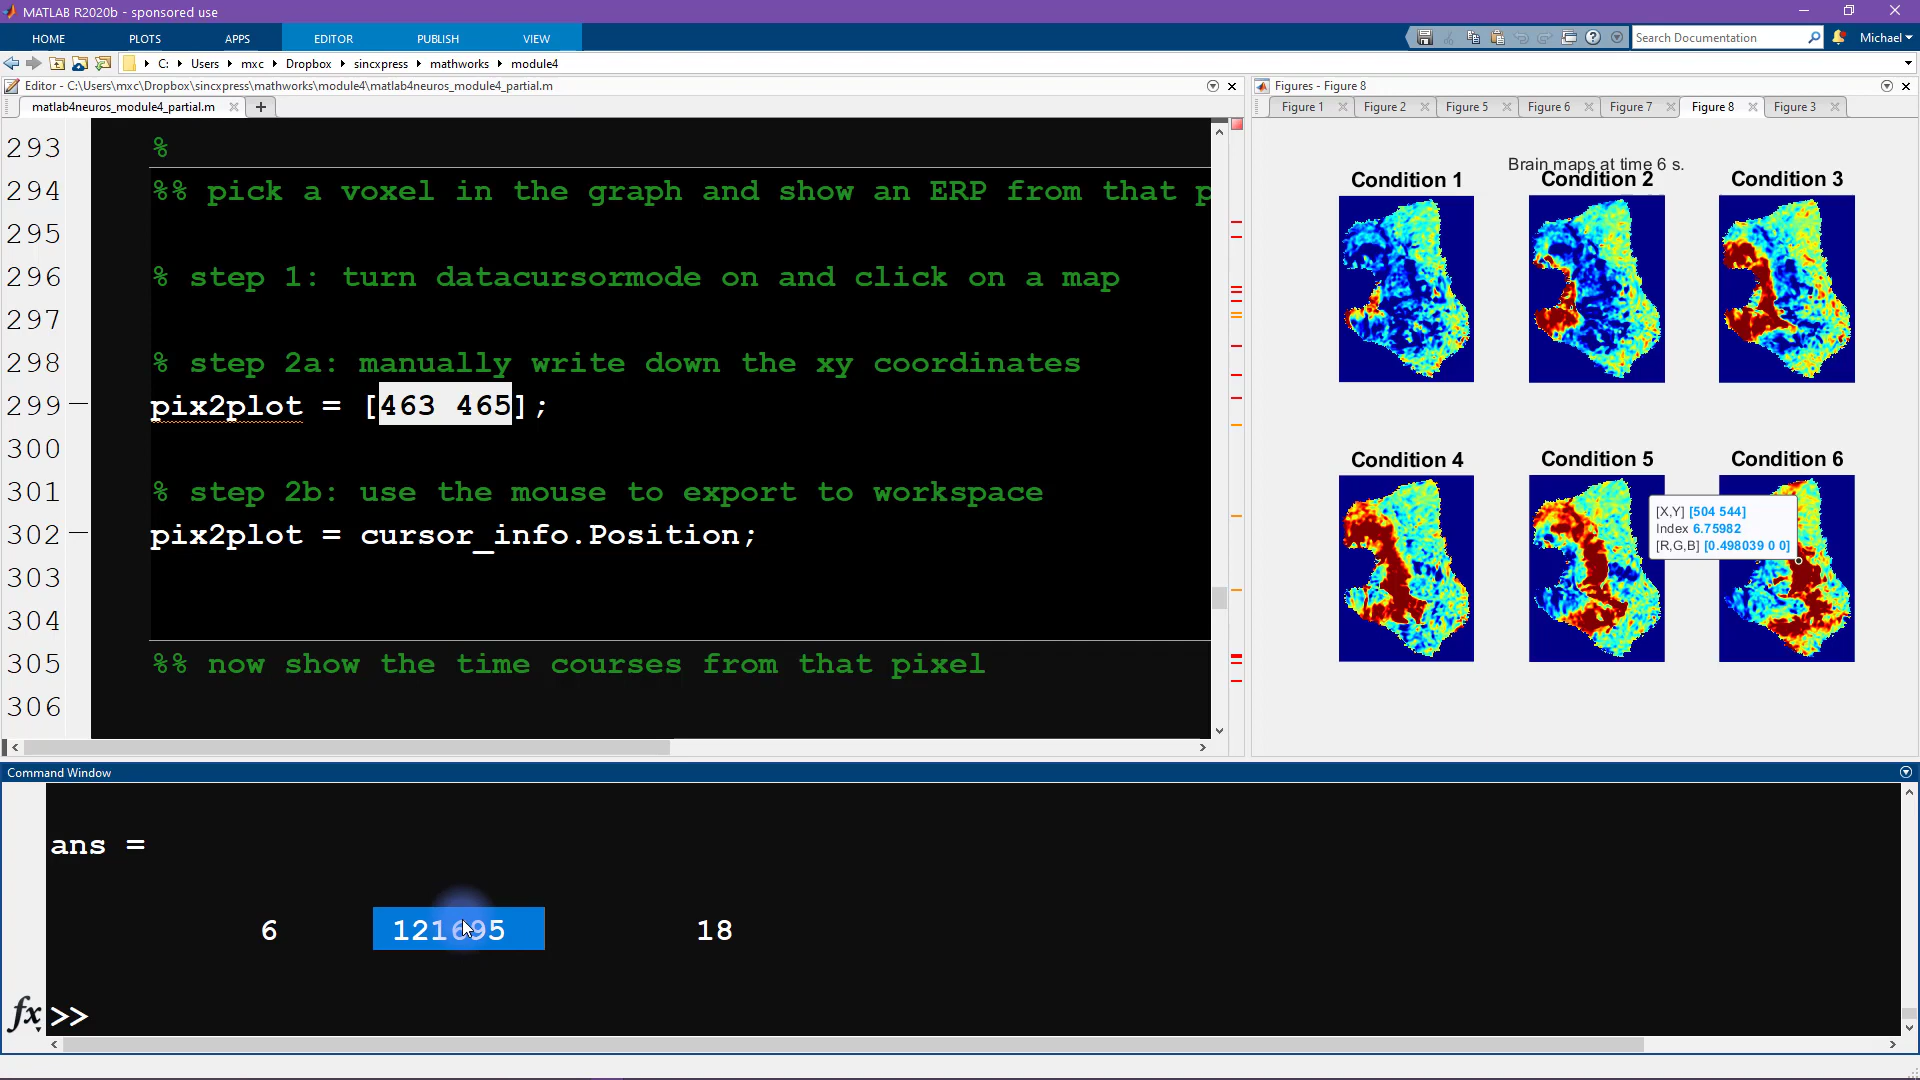 MATLAB R2020b - sponsored use
HOME PLOTS APPS EDITOR PUBLISH VIEW
Search Documentation
Michael
C: Users mxc Dropbox sincxpress mathworks module4
Editor - C:\Users\mxc\Dropbox\sincxpress\mathworks\module4\matlab4neuros_module4_partial.m
matlab4neuros_module4_partial.m
293 %
294 %% pick a voxel in the graph and show an ERP from that p
295
296 % step 1: turn datacursormode on and click on a map
297
298 % step 2a: manually write down the xy coordinates
299 pix2plot = [463 465];
300
301 % step 2b: use the mouse to export to workspace
302 pix2plot = cursor_info.Position;
303
304
305 %% now show the time courses from that pixel
306
Figures - Figure 8
Figure 1 Figure 2 Figure 5 Figure 6 Figure 7 Figure 8 Figure 3
Brain maps at time 6 s.
Condition 1 Condition 2 Condition 3
Condition 4 Condition 5 Condition 6
[X,Y] [504 544]
Index 6.75982
[R,G,B] [0.498039 0 0]
Command Window
ans =
6 121695 18
fx >>